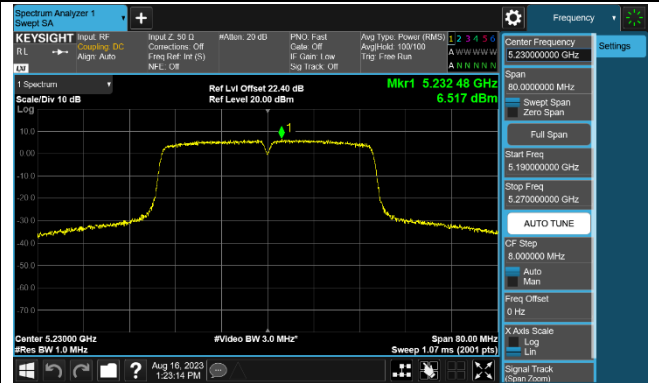 Spectrum Analyzer 1
Swept SA
+
Frequency
KEYSIGHT
RL
LXI
Input: RF
Coupling: DC
Align: Auto
Input Z: 50 Ω
Corrections: Off
Freq Ref: Int (S)
NFE: Off
#Atten: 20 dB
PNO: Fast
Gate: Off
IF Gain: Low
Sig Track: Off
Avg Type: Power (RMS)
Avg|Hold: 100/100
Trig: Free Run
1 2 3 4 5 6
A W W W W W
A N N N N N
1 Spectrum
Scale/Div 10 dB
Log
Ref Lvl Offset 22.40 dB
Ref Level 20.00 dBm
Mkr1 5.232 48 GHz
6.517 dBm
1
10.0
0.00
-10.0
-20.0
-30.0
-40.0
-50.0
-60.0
-70.0
Center 5.23000 GHz
#Res BW 1.0 MHz
#Video BW 3.0 MHz*
Span 80.00 MHz
Sweep 1.07 ms (2001 pts)
?
Aug 16, 2023
1:23:14 PM
Center Frequency
5.230000000 GHz
Span
80.0000000 MHz
Swept Span
Zero Span
Full Span
Start Freq
5.190000000 GHz
Stop Freq
5.270000000 GHz
AUTO TUNE
CF Step
8.000000 MHz
Auto
Man
Freq Offset
0 Hz
X Axis Scale
Log
Lin
Signal Track
(Span Zoom)
Settings